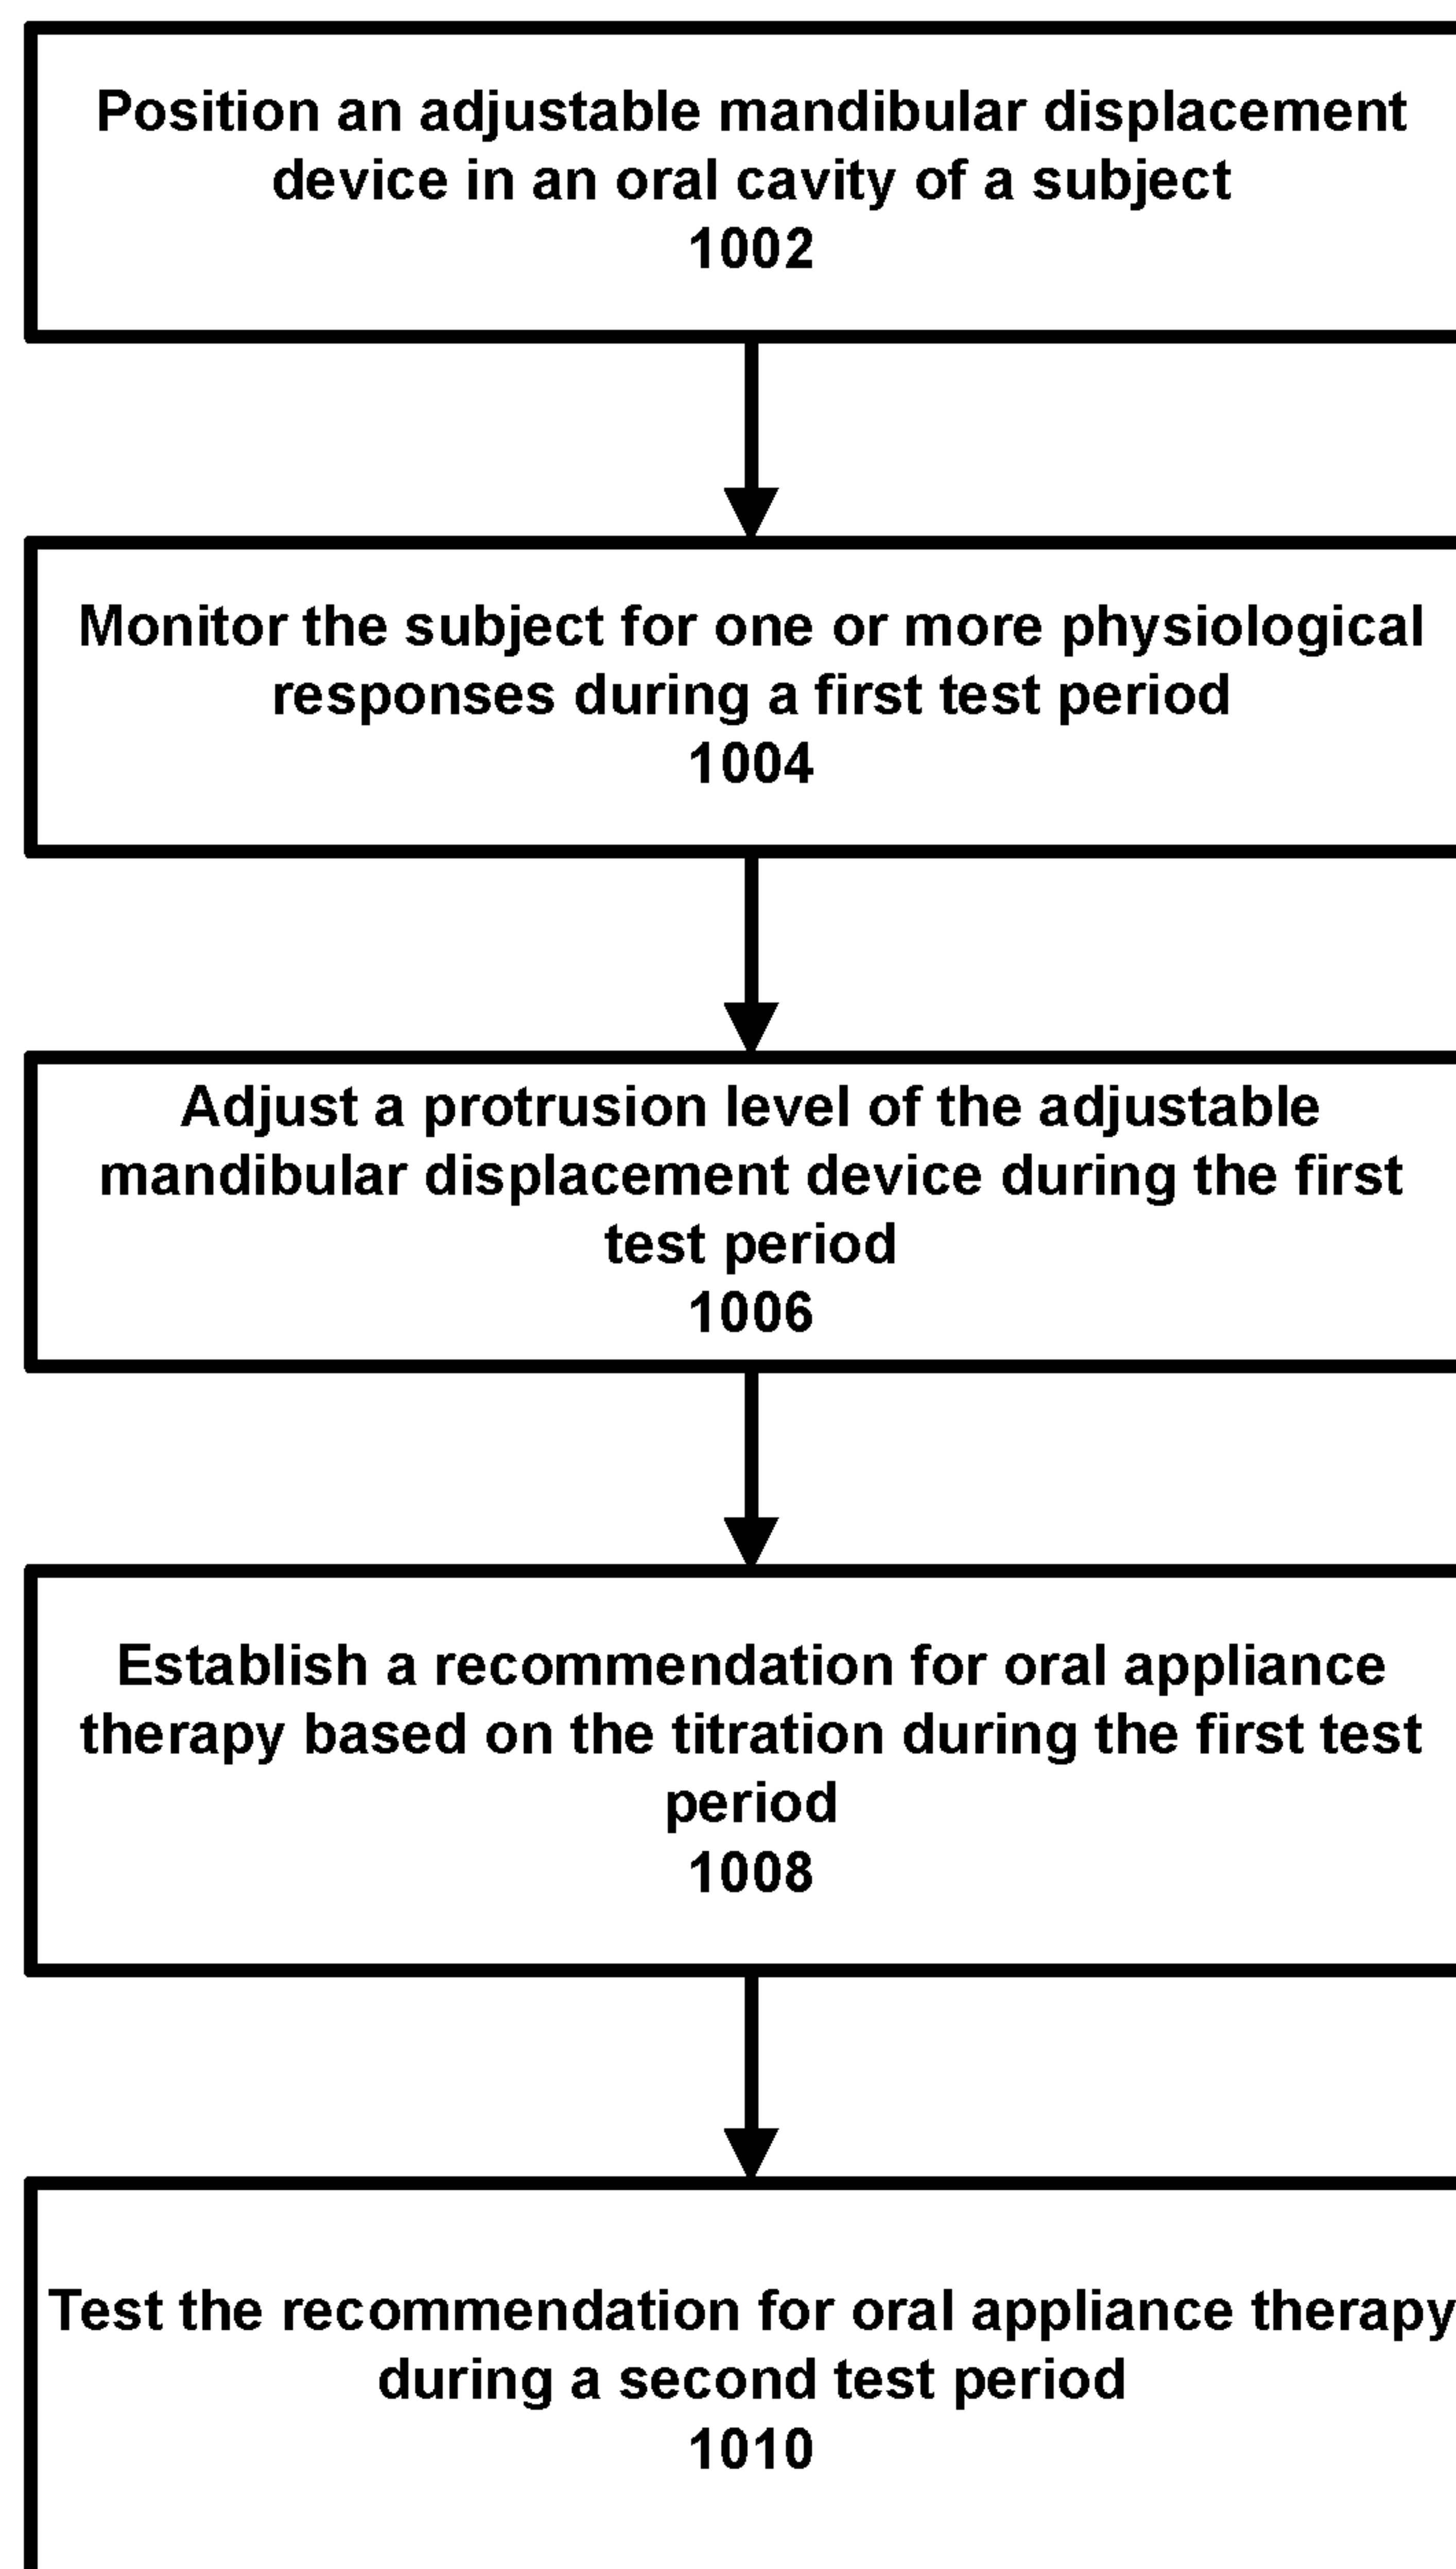 Position an adjustable mandibular displacement
device in an oral cavity of a subject
1002
Monitor the subject for one or more physiological
responses during a first test period
1004
Adjust a protrusion level of the adjustable
mandibular displacement device during the first
test period
1006
Establish a recommendation for oral appliance
therapy based on the titration during the first test
period
1008
Test the recommendation for oral appliance therapy
during a second test period
1010